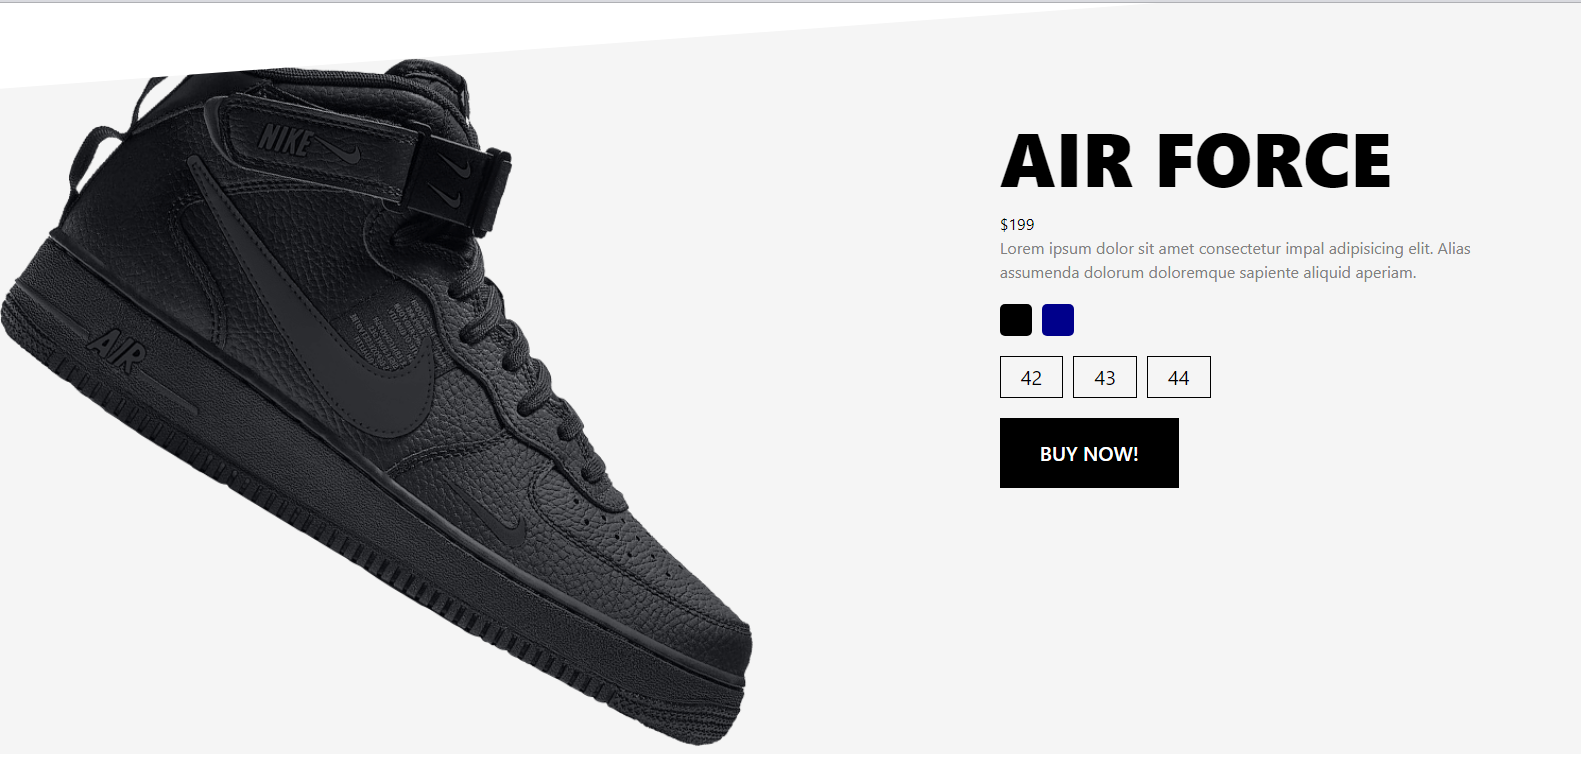 NIKE
AIR
AIR FORCE
$199
Lorem ipsum dolor sit amet consectetur impal adipisicing elit. Alias
assumenda dolorum doloremque sapiente aliquid aperiam.
42 43 44
BUY NOW!